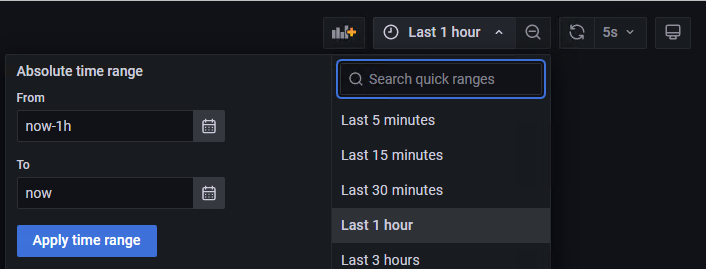 Last 1 hour
5s
Absolute time range
From
now-1h
To
now
Apply time range
Search quick ranges
Last 5 minutes
Last 15 minutes
Last 30 minutes
Last 1 hour
Last 3 hours